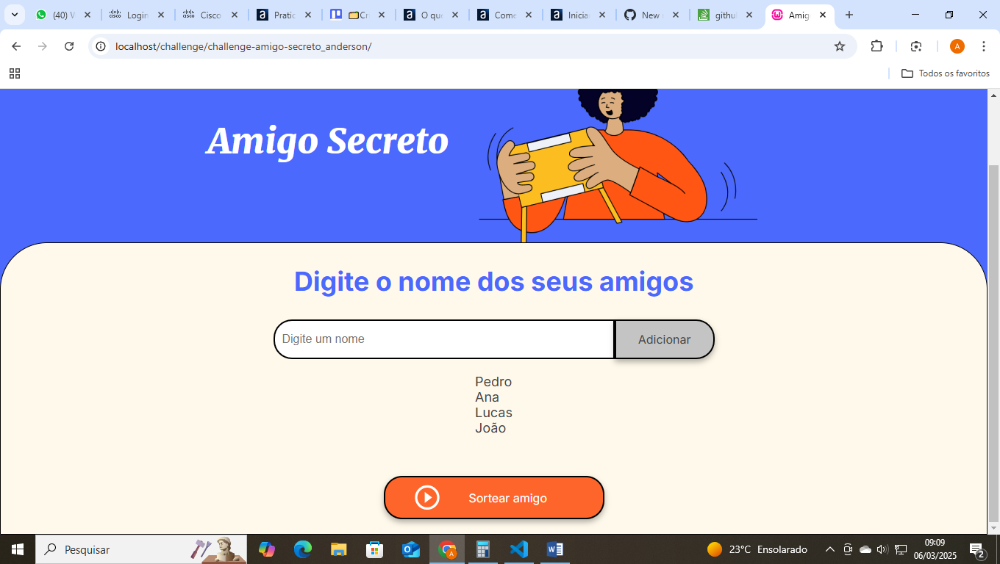 (40) W
Login
Cisco
Pratic
Cr
O que
Come
Inicia
New
githu
Amig
localhost/challenge/challenge-amigo-secreto_anderson/
A
Todos os favoritos
Amigo Secreto
Digite o nome dos seus amigos
Digite um nome
Adicionar
Pedro
Ana
Lucas
João
Sortear amigo
Pesquisar
23°C Ensolarado
09:09
06/03/2025
2